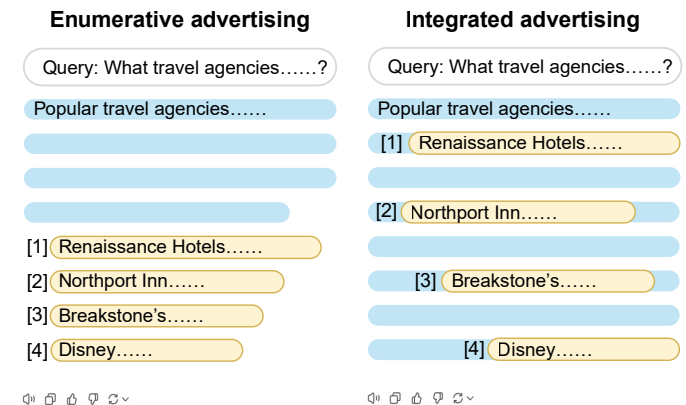 Enumerative advertising
Query: What travel agencies......?
Popular travel agencies......
[1] Renaissance Hotels......
[2] Northport Inn......
[3] Breakstone's......
[4] Disney......
Integrated advertising
Query: What travel agencies......?
Popular travel agencies......
[1] Renaissance Hotels......
[2] Northport Inn......
[3] Breakstone's......
[4] Disney......